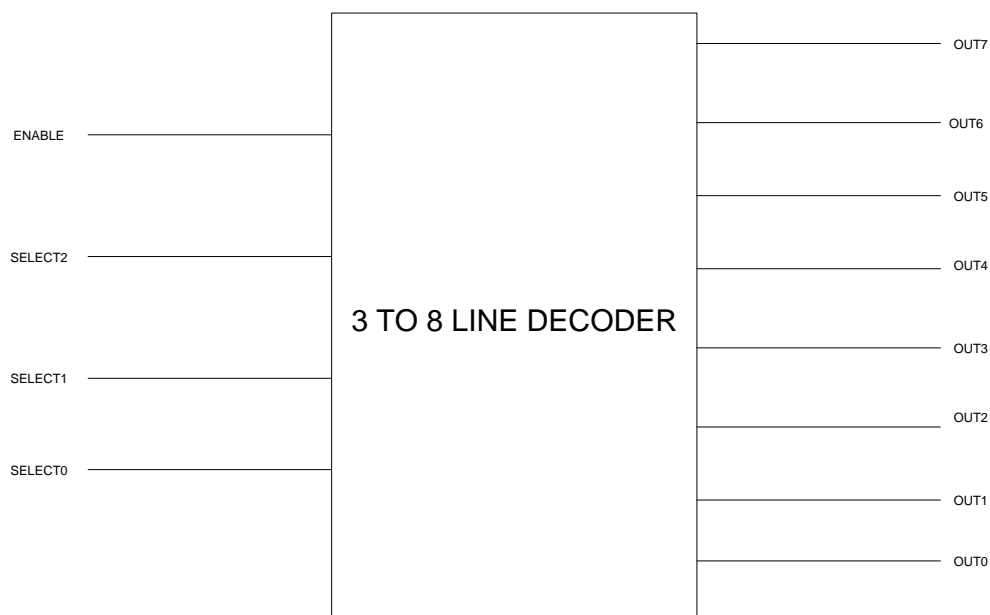 ENABLE
SELECT2
SELECT1
SELECT0
3 TO 8 LINE DECODER
OUT7
OUT6
OUT5
OUT4
OUT3
OUT2
OUT1
OUT0